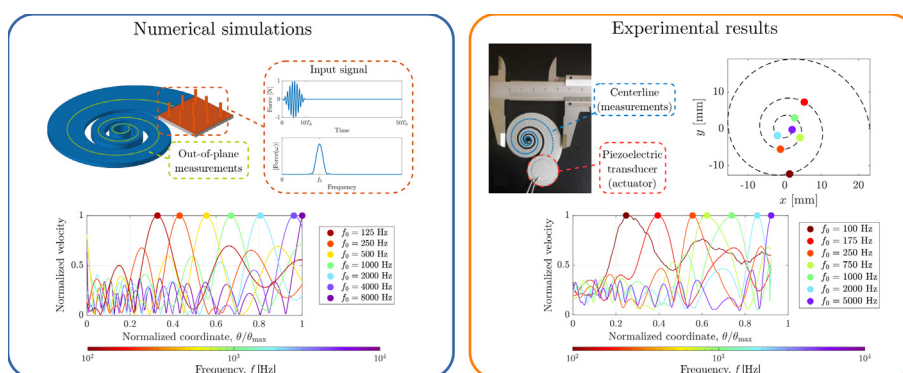 Numerical simulations
Input signal
Force [N]
1
0
-1
0
10T₀
50T₀
Time
|Force(ω)|
f₀
Frequency
Out-of-plane
measurements
Normalized velocity
1
0.5
0
0
0.2
0.4
0.6
0.8
1
Normalized coordinate, θ/θmax
f₀ = 125 Hz
f₀ = 250 Hz
f₀ = 500 Hz
f₀ = 1000 Hz
f₀ = 2000 Hz
f₀ = 4000 Hz
f₀ = 8000 Hz
10²
10³
10⁴
Frequency, f [Hz]
Experimental results
Centerline
(measurements)
Piezoelectric
transducer
(actuator)
y [mm]
10
0
-10
-10
0
10
20
x [mm]
Normalized velocity
1
0.5
0
0
0.2
0.4
0.6
0.8
1
Normalized coordinate, θ/θmax
f₀ = 100 Hz
f₀ = 175 Hz
f₀ = 250 Hz
f₀ = 750 Hz
f₀ = 1000 Hz
f₀ = 2000 Hz
f₀ = 5000 Hz
10²
10³
10⁴
Frequency, f [Hz]